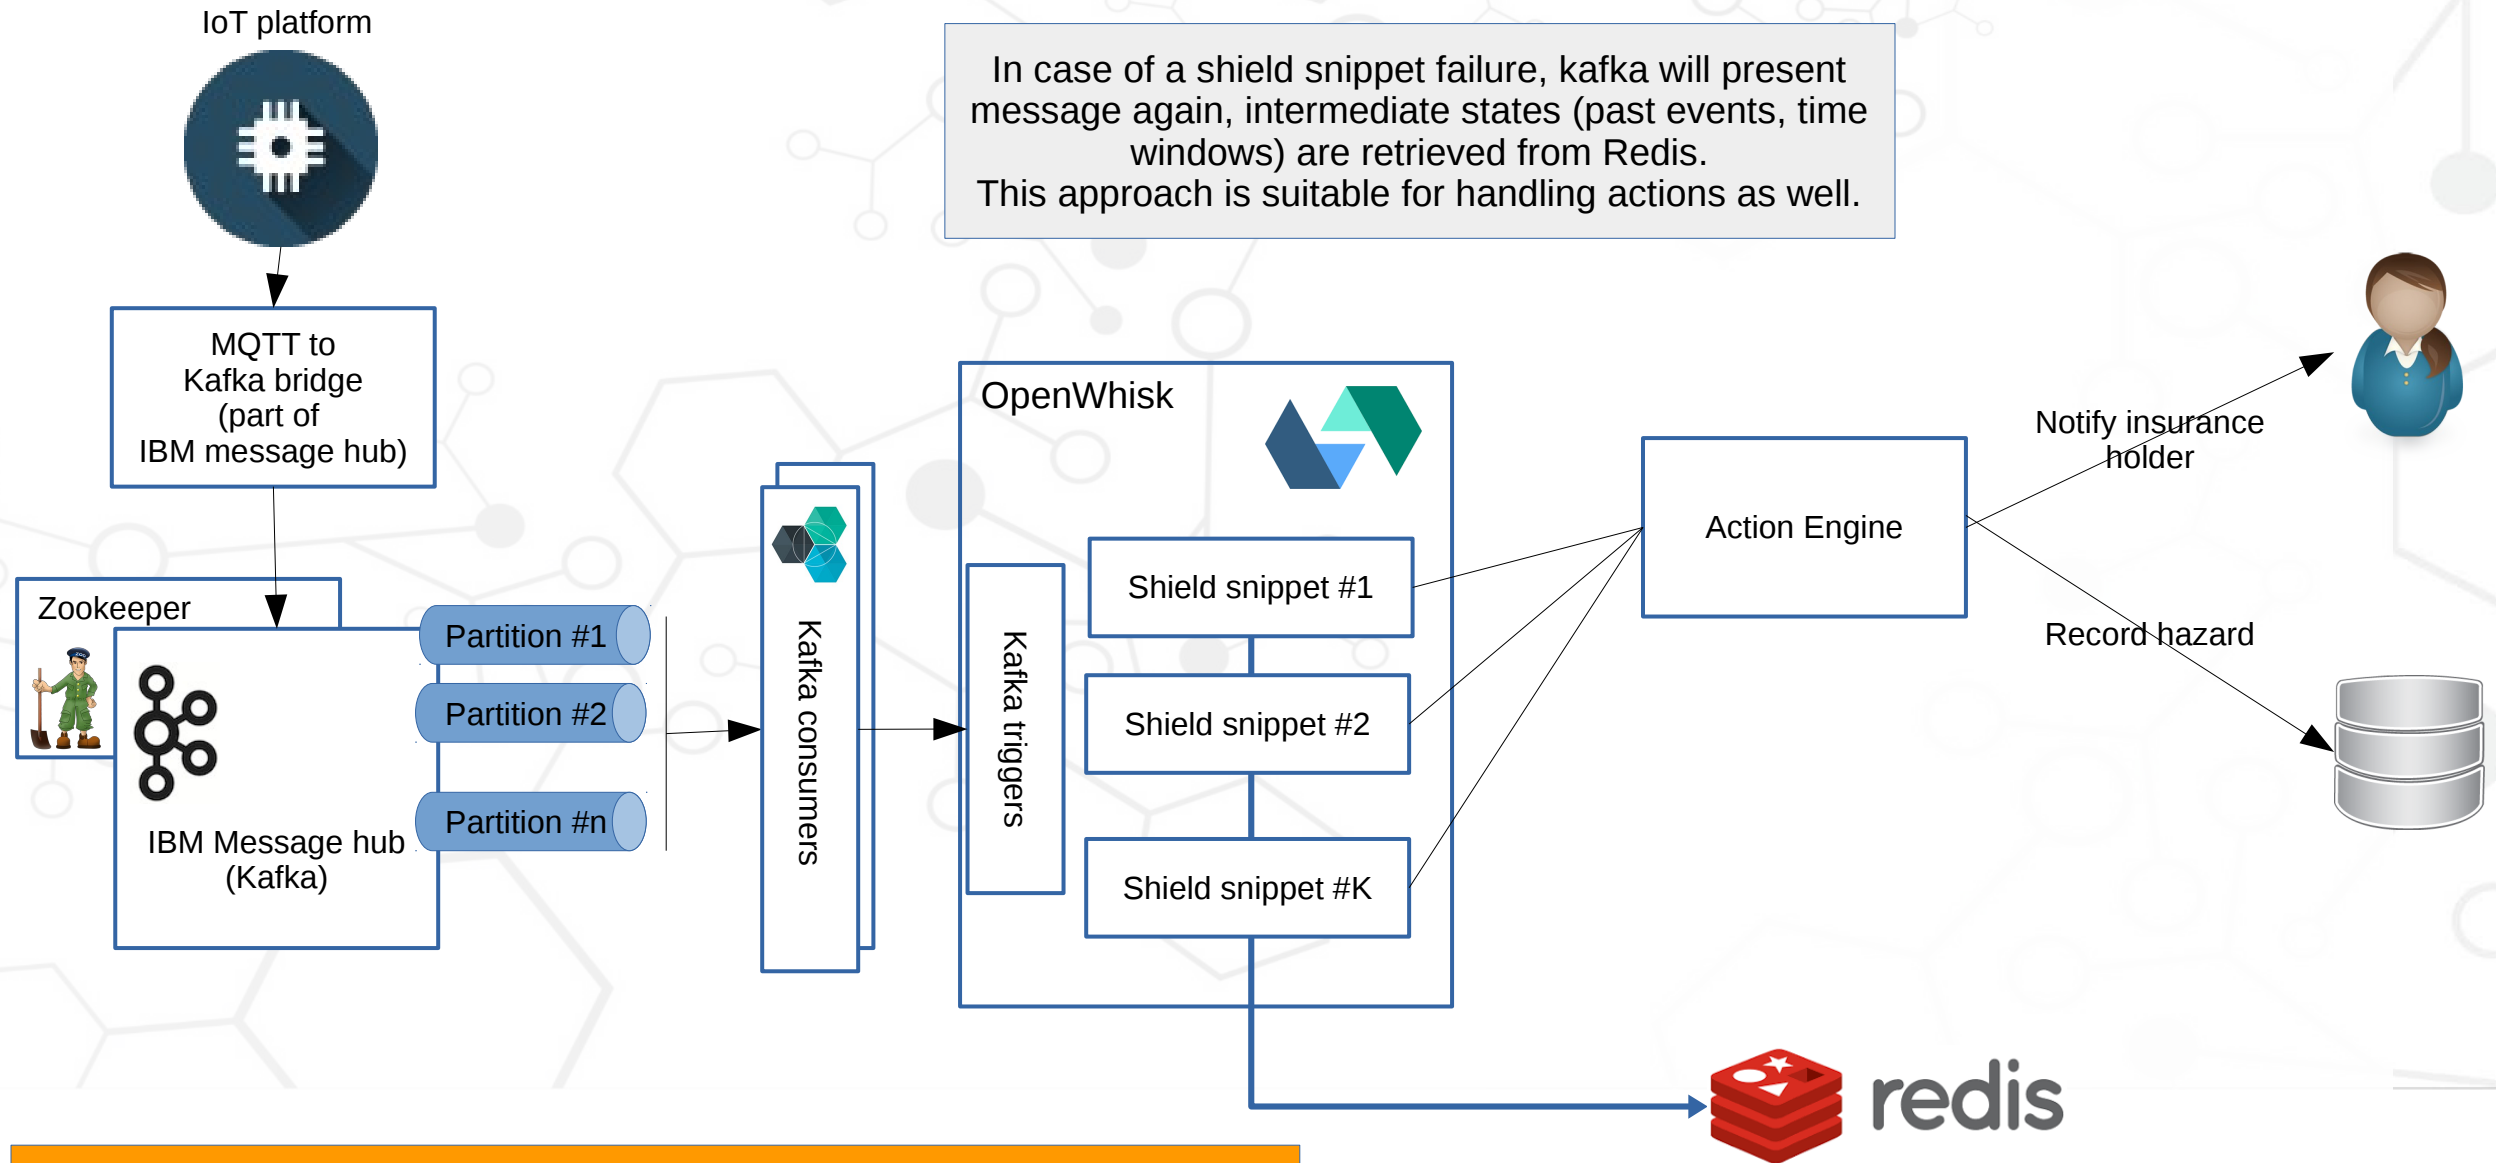 IoT platform
In case of a shield snippet failure, kafka will present
message again, intermediate states (past events, time
windows) are retrieved from Redis.
This approach is suitable for handling actions as well.
MQTT to
Kafka bridge
(part of
IBM message hub)
OpenWhisk
Notify insurance
holder
Action Engine
Shield snippet #1
Zookeeper
ZOO
Partition #1
Record hazard
Kafka consumers
Kafka triggers
Partition #2
Shield snippet #2
Partition #n
IBM Message hub
(Kafka)
Shield snippet #K
redis